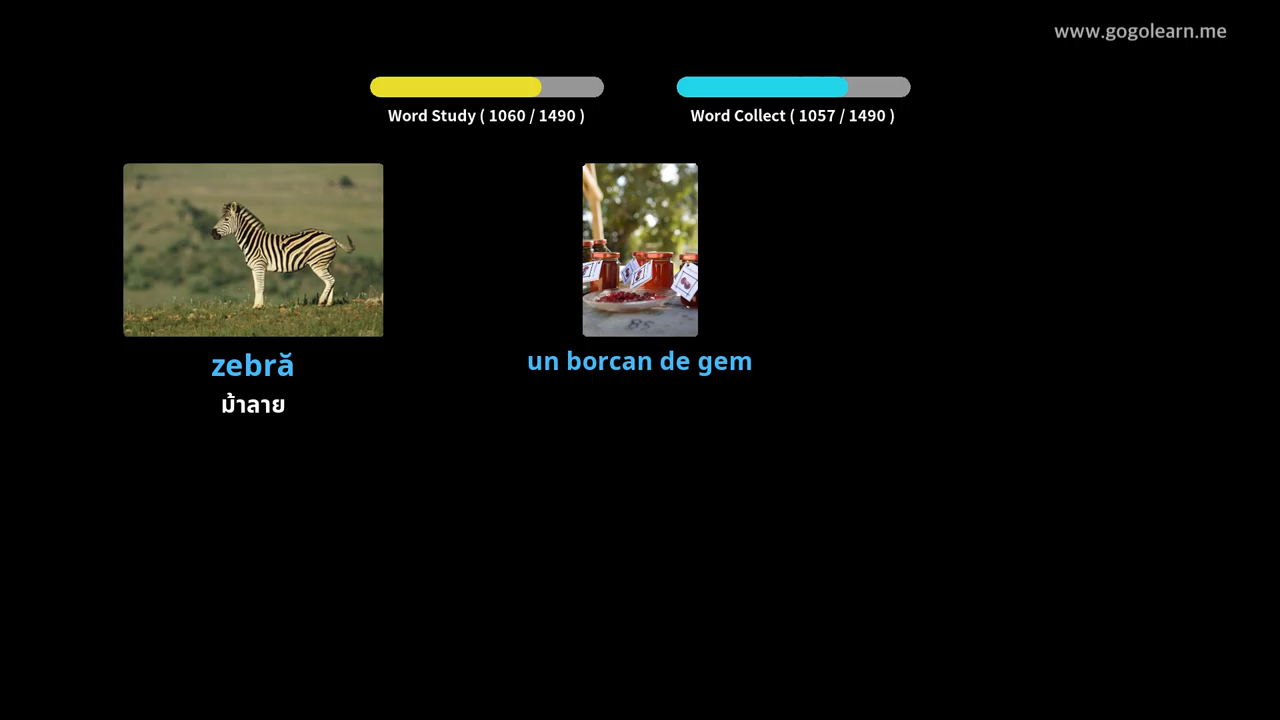 www.gogolearn.me
Word Study ( 1060 / 1490 )
Word Collect ( 1057 / 1490 )
zebră
ม้าลาย
un borcan de gem